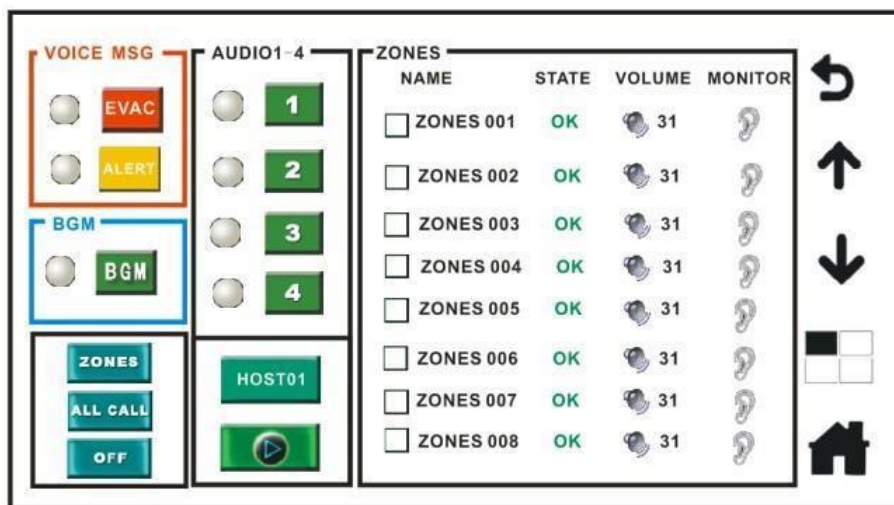 VOICE MSG
EVAC
ALERT
BGM
BGM
ZONES
ALL CALL
OFF
AUDIO1-4
1
2
3
4
HOST01
ZONES
NAME STATE VOLUME MONITOR
ZONES 001 OK 31
ZONES 002 OK 31
ZONES 003 OK 31
ZONES 004 OK 31
ZONES 005 OK 31
ZONES 006 OK 31
ZONES 007 OK 31
ZONES 008 OK 31